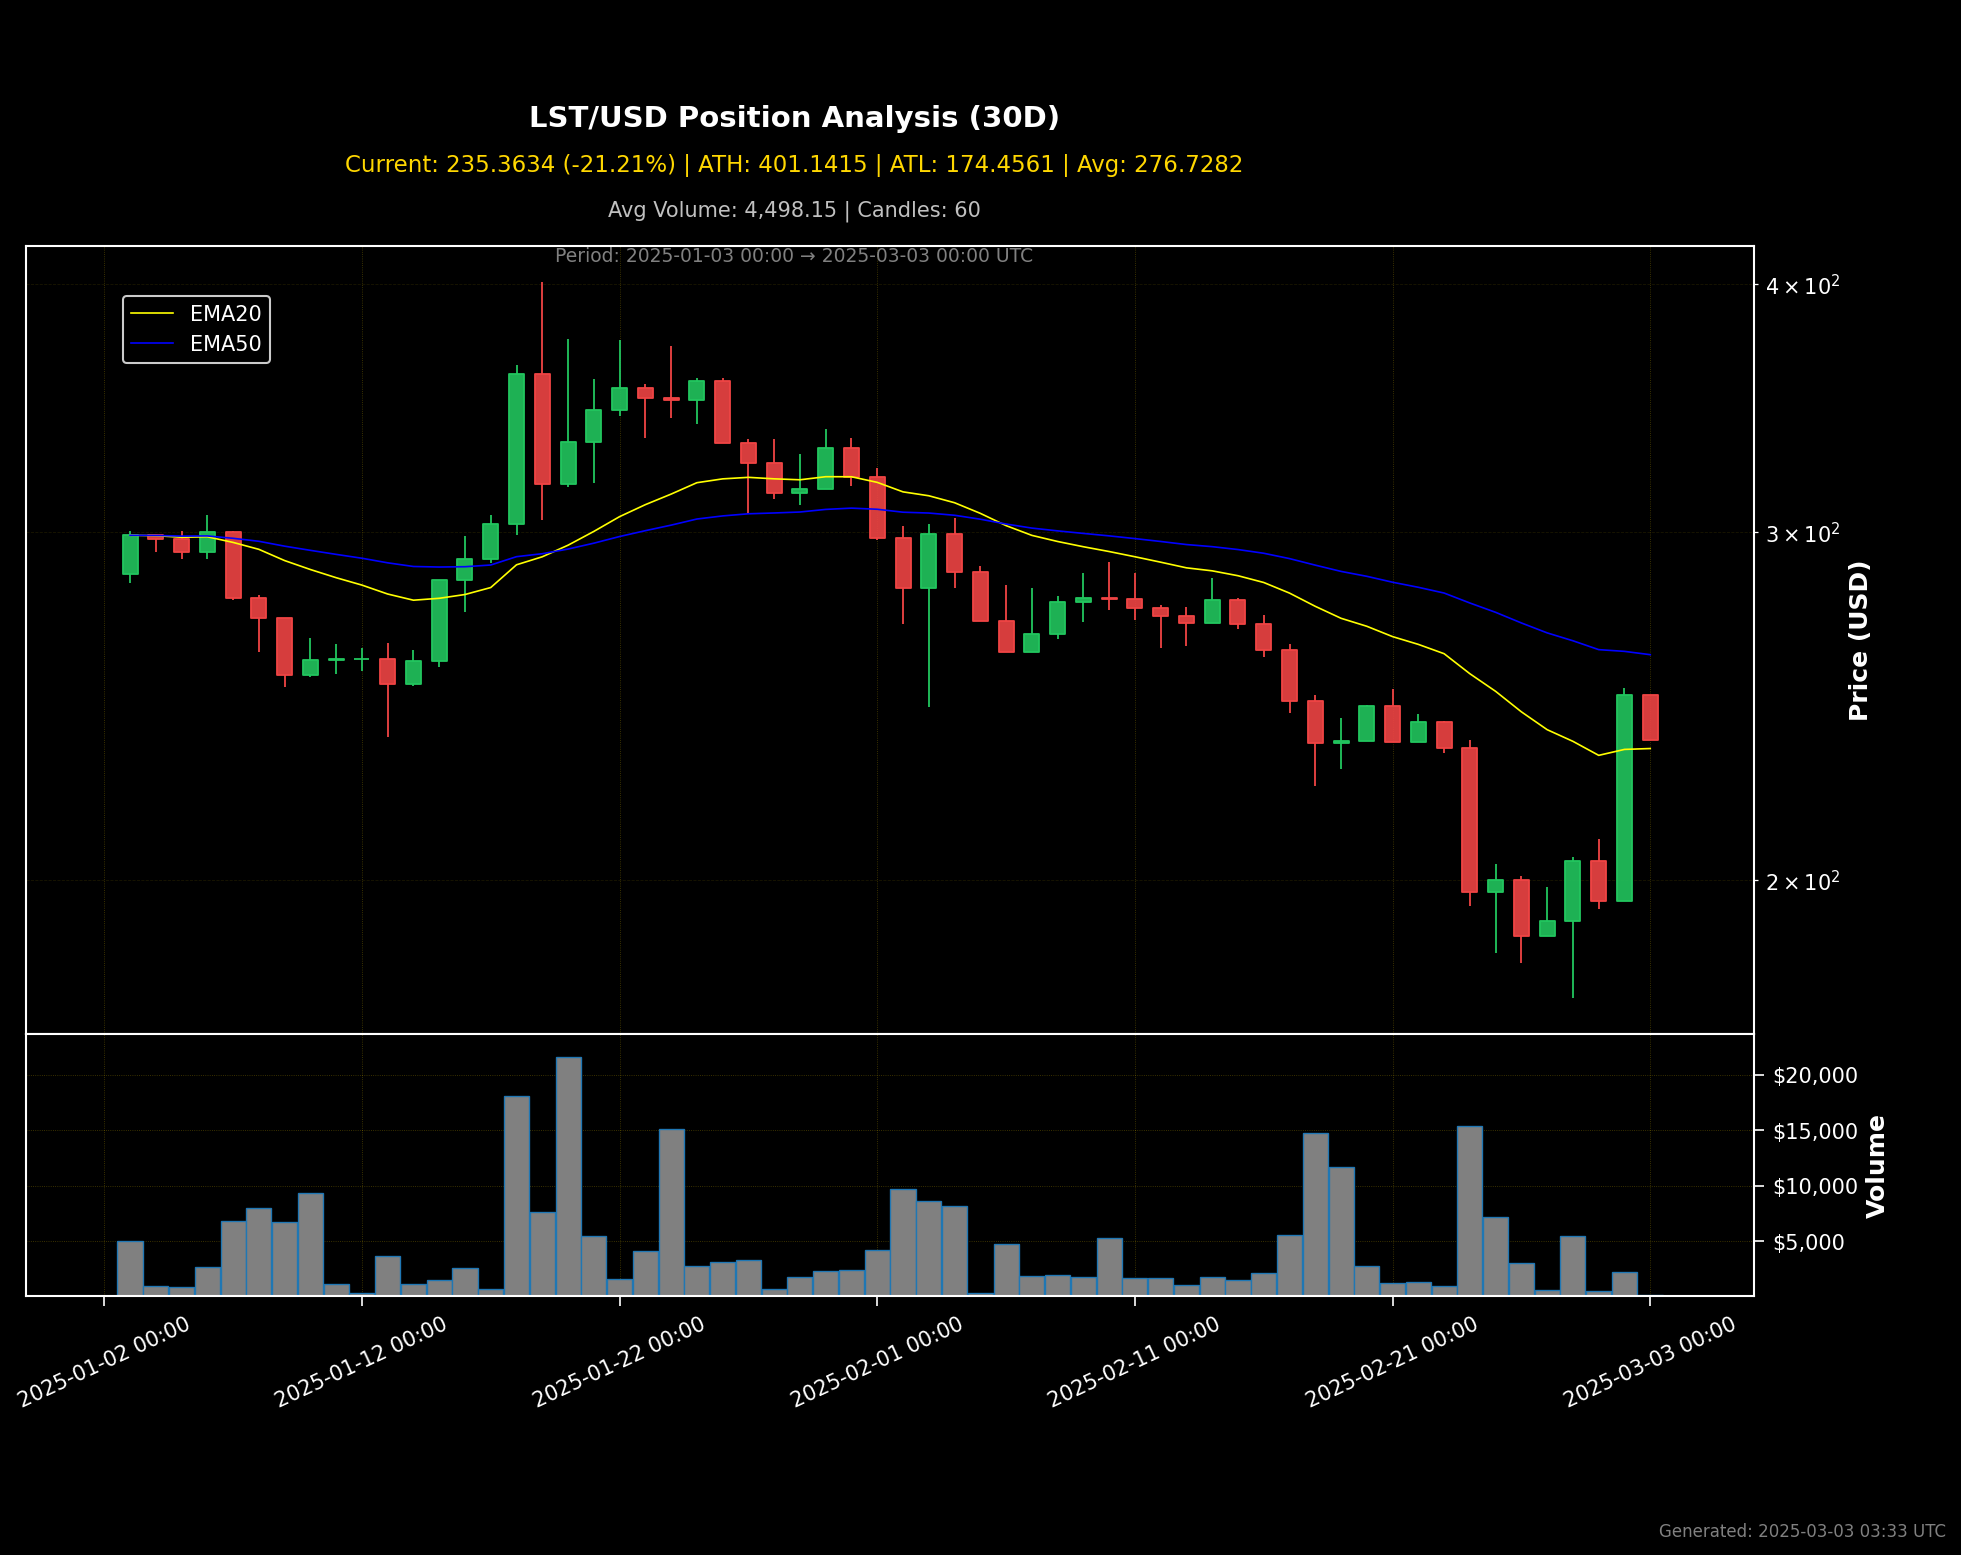 LST/USD Position Analysis (30D)
Current: 235.3634 (-21.21%) | ATH: 401.1415 | ATL: 174.4561 | Avg: 276.7282
Avg Volume: 4,498.15 | Candles: 60
Period: 2025-01-03 00:00 → 2025-03-03 00:00 UTC
EMA20
EMA50
4 × 10²
3 × 10²
2 × 10²
Price (USD)
$20,000
$15,000
$10,000
$5,000
Volume
2025-01-02 00:00
2025-01-12 00:00
2025-01-22 00:00
2025-02-01 00:00
2025-02-11 00:00
2025-02-21 00:00
2025-03-03 00:00
Generated: 2025-03-03 03:33 UTC